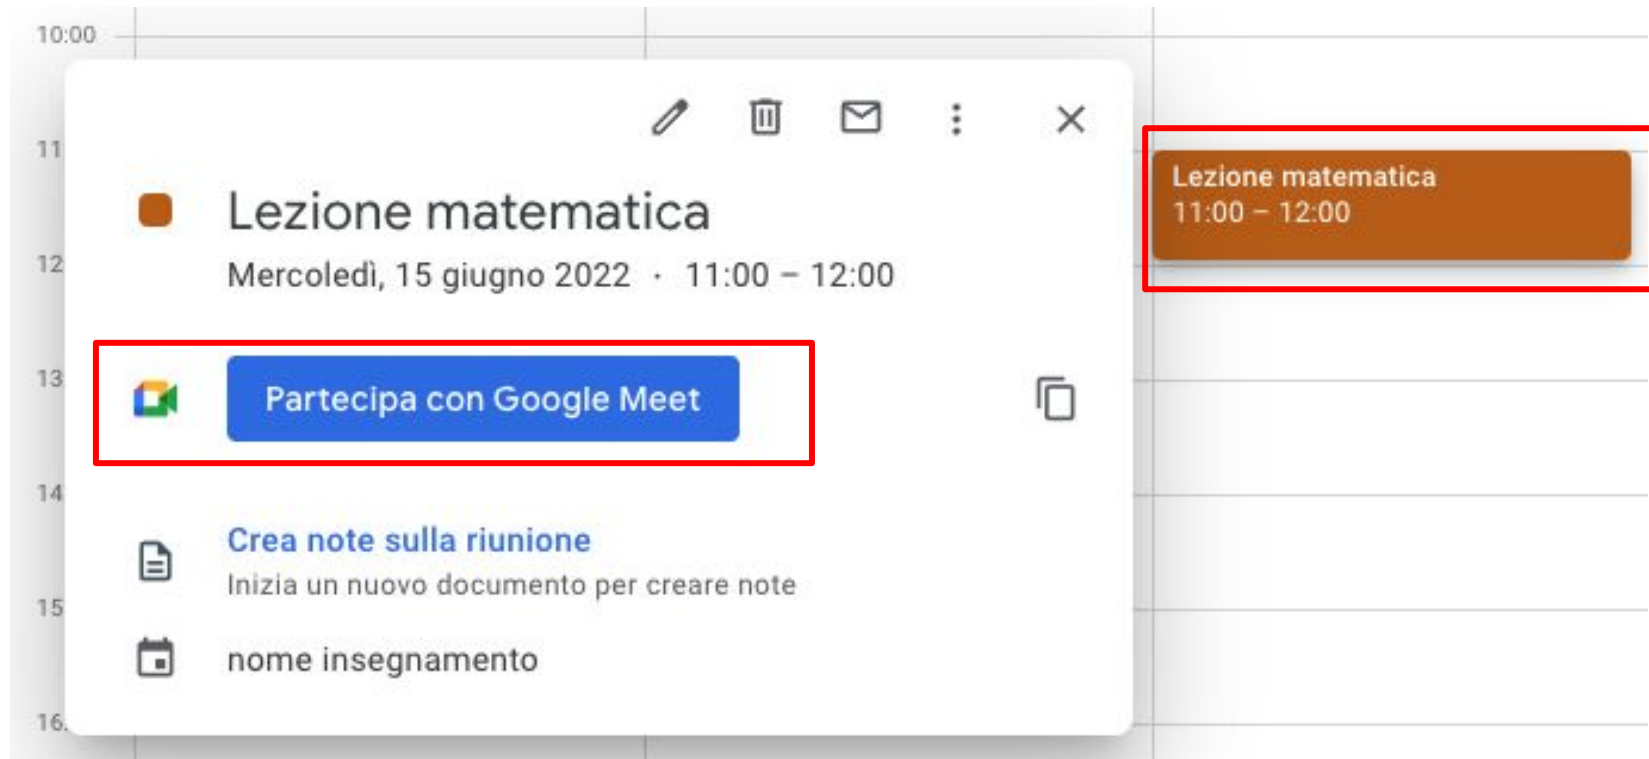 10:00
11
12
13
14
15
16
Lezione matematica
Mercoledì, 15 giugno 2022 · 11:00 – 12:00
Partecipa con Google Meet
Crea note sulla riunione
Inizia un nuovo documento per creare note
nome insegnamento
Lezione matematica
11:00 – 12:00